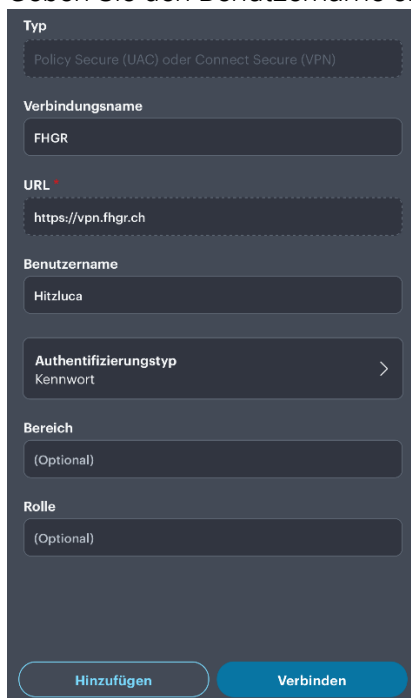 Geben Sie den Benutzername
Typ
Policy Secure (UAC) oder Connect Secure (VPN)
Verbindungsname
FHGR
URL *
https://vpn.fhgr.ch
Benutzername
Hitzluca
Authentifizierungstyp
Kennwort
Bereich
(Optional)
Rolle
(Optional)
Hinzufügen
Verbinden